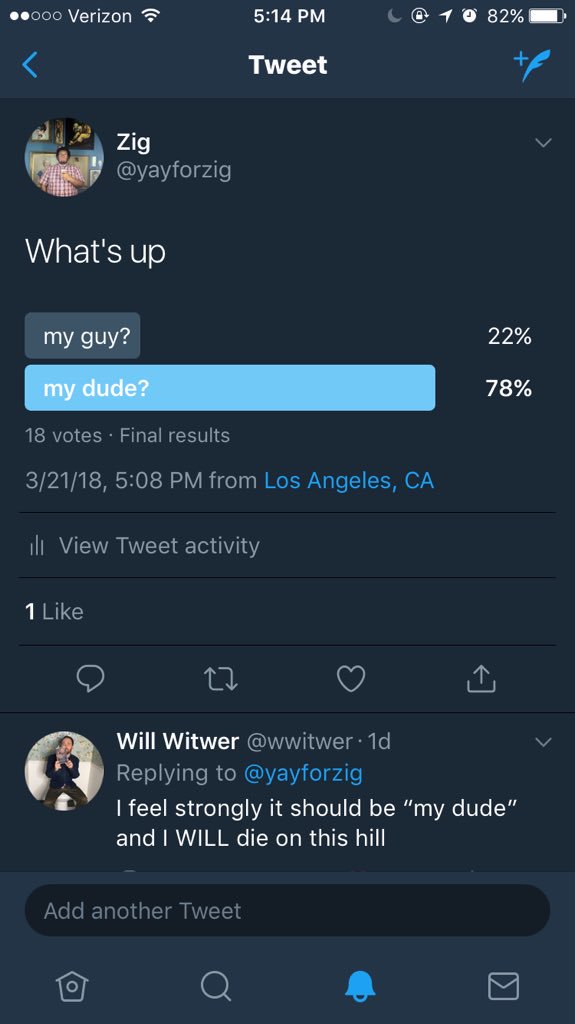 Verizon 5:14 PM 82%
Tweet
Zig
@yayforzig
What's up
my guy? 22%
my dude? 78%
18 votes · Final results
3/21/18, 5:08 PM from Los Angeles, CA
View Tweet activity
1 Like
Will Witwer @wwitwer · 1d
Replying to @yayforzig
I feel strongly it should be “my dude”
and I WILL die on this hill
Add another Tweet